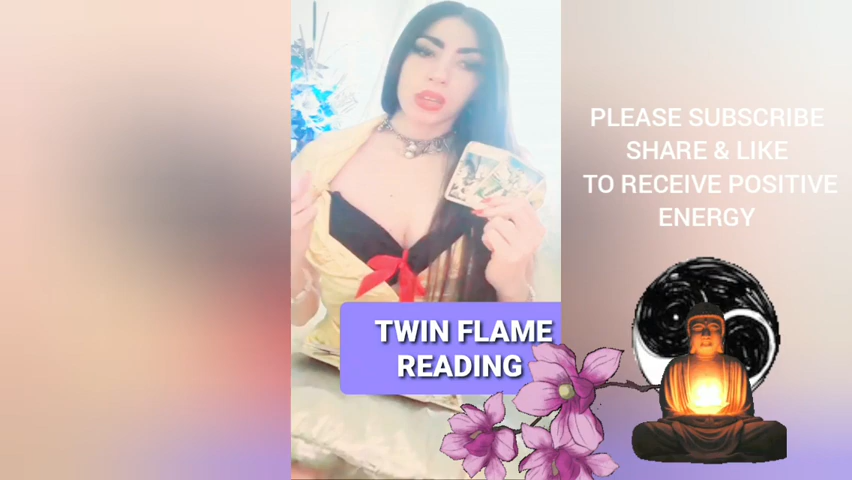 TWIN FLAME
READING
PLEASE SUBSCRIBE
SHARE & LIKE
TO RECEIVE POSITIVE
ENERGY